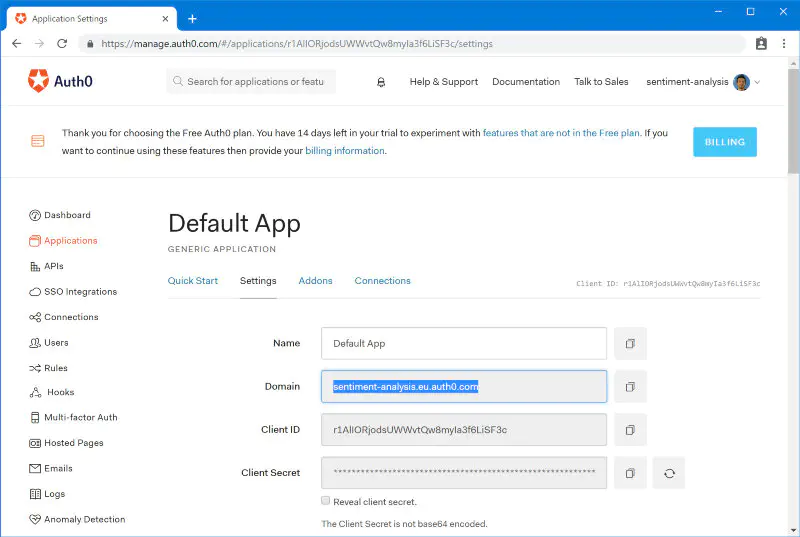 Application Settings
https://manage.auth0.com/#/applications/r1AlIORjodsUWWvtQw8myIa3f6LiSF3c/settings
Auth0
Search for applications or featu
Help & Support
Documentation
Talk to Sales
sentiment-analysis
Thank you for choosing the Free Auth0 plan. You have 14 days left in your trial to experiment with features that are not in the Free plan. If you
want to continue using these features then provide your billing information.
BILLING
Dashboard
Applications
APIs
SSO Integrations
Connections
Users
Rules
Hooks
Multi-factor Auth
Hosted Pages
Emails
Logs
Anomaly Detection
Default App
GENERIC APPLICATION
Quick Start
Settings
Addons
Connections
Client ID: r1AlIORjodsUWWvtQw8myIa3f6LiSF3c
Name
Default App
Domain
sentiment-analysis.eu.auth0.com
Client ID
r1AlIORjodsUWWvtQw8myIa3f6LiSF3c
Client Secret
****************************************************************
Reveal client secret.
The Client Secret is not base64 encoded.